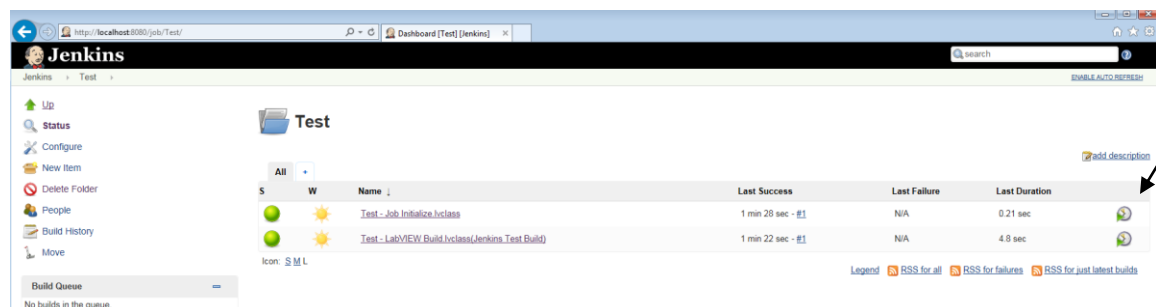 http://localhost:8080/job/Test/
Dashboard [Test] [Jenkins]
Jenkins
search
Jenkins › Test ›
ENABLE AUTO REFRESH
Up
Status
Configure
New Item
Delete Folder
People
Build History
Move
Test
add description
All +
S W Name ↓ Last Success Last Failure Last Duration
Test - Job Initialize.lvclass 1 min 28 sec - #1 N/A 0.21 sec
Test - LabVIEW Build.lvclass(Jenkins Test Build) 1 min 22 sec - #1 N/A 4.8 sec
Icon: S M L
Legend RSS for all RSS for failures RSS for just latest builds
Build Queue
No builds in the queue.